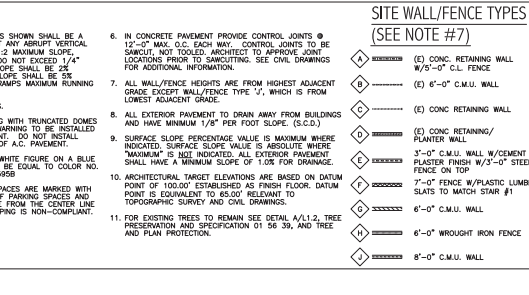 S SHOWN SHALL BE A
T ANY ABRUPT VERTICAL
:2 MAXIMUM SLOPE,
DO NOT EXCEED 1/4"
OPE SHALL BE 2%
LOPE SHALL BE 5%
RAMPS MAXIMUM RUNNING
S.
G WITH TRUNCATED DOMES
WARNING TO BE INSTALLED
NT. DO NOT INSTALL
OF A.C. PAVEMENT.
WHITE FIGURE ON A BLUE
BE EQUAL TO COLOR NO.
595B
PACES ARE MARKED WITH
F PARKING SPACES AND
E FROM THE CENTER LINE
PING IS NON-COMPLIANT.
6. IN CONCRETE PAVEMENT PROVIDE CONTROL JOINTS @
12'-0" MAX. O.C. EACH WAY. CONTROL JOINTS TO BE
SAWCUT, NOT TOOLED. ARCHITECT TO APPROVE JOINT
LOCATIONS PRIOR TO SAWCUTTING. SEE CIVIL DRAWINGS
FOR ADDITIONAL INFORMATION.
7. ALL WALL/FENCE HEIGHTS ARE FROM HIGHEST ADJACENT
GRADE EXCEPT WALL/FENCE TYPE 'J', WHICH IS FROM
LOWEST ADJACENT GRADE.
8. ALL EXTERIOR PAVEMENT TO DRAIN AWAY FROM BUILDINGS
AND HAVE MINIMUM 1/8" PER FOOT SLOPE. (S.C.D.)
9. SURFACE SLOPE PERCENTAGE VALUE IS MAXIMUM WHERE
INDICATED. SURFACE SLOPE VALUE IS ABSOLUTE WHERE
"MAXIMUM" IS NOT INDICATED. ALL EXTERIOR PAVEMENT
SHALL HAVE A MINIMUM SLOPE OF 1.0% FOR DRAINAGE.
10. ARCHITECTURAL TARGET ELEVATIONS ARE BASED ON DATUM
POINT OF 100.00' ESTABLISHED AS FINISH FLOOR. DATUM
POINT IS EQUIVALENT TO 65.00' RELEVANT TO
TOPOGRAPHIC SURVEY AND CIVIL DRAWINGS.
11. FOR EXISTING TREES TO REMAIN SEE DETAIL A/L1.2, TREE
PRESERVATION AND SPECIFICATION 01 56 39, AND TREE
AND PLAN PROTECTION.
SITE WALL/FENCE TYPES
(SEE NOTE #7)
A (E) CONC. RETAINING WALL
W/5'-0" C.L. FENCE
B (E) 6'-0" C.M.U. WALL
C (E) CONC RETAINING WALL
D (E) CONC RETAINING/
PLANTER WALL
E 3'-0" C.M.U. WALL W/CEMENT
PLASTER FINISH W/3'-0" STEE
FENCE ON TOP
F 7'-0" FENCE W/PLASTIC LUMB
SLATS TO MATCH STAIR #1
G 6'-0" C.M.U. WALL
H 6'-0" WROUGHT IRON FENCE
J 8'-0" C.M.U. WALL